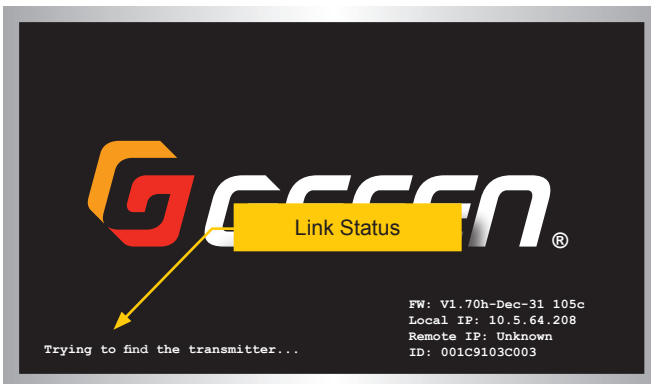 Link Status
®
FW: V1.70h-Dec-31 105c
Local IP: 10.5.64.208
Remote IP: Unknown
ID: 001C9103C003
Trying to find the transmitter...